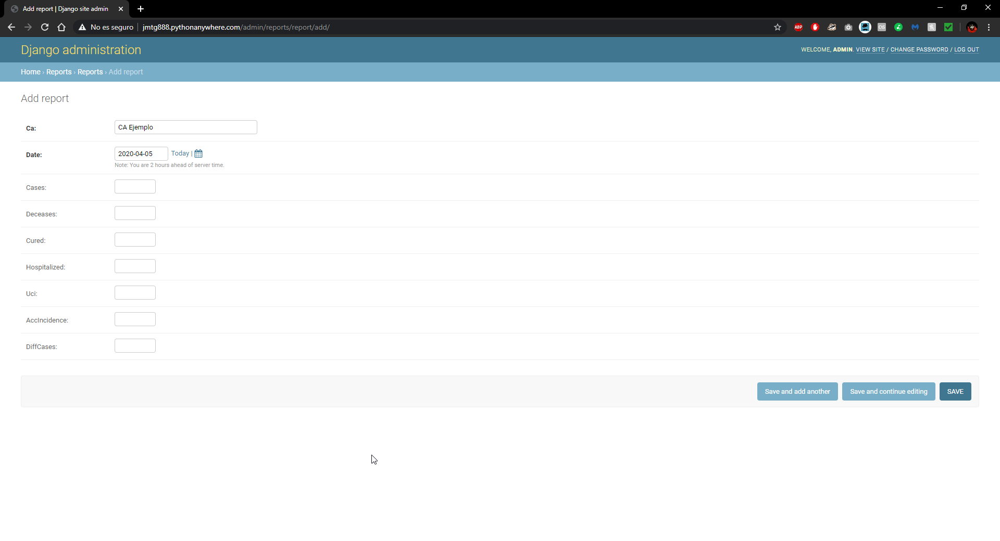 Add report | Django site admin
No es seguro
jmtg888.pythonanywhere.com/admin/reports/report/add/
ABP
Django administration
WELCOME, ADMIN. VIEW SITE / CHANGE PASSWORD / LOG OUT
Home › Reports › Reports › Add report
Add report
Ca:
CA Ejemplo
Date:
2020-04-05
Today |
Note: You are 2 hours ahead of server time.
Cases:
Deceases:
Cured:
Hospitalized:
Uci:
AccIncidence:
DiffCases:
Save and add another
Save and continue editing
SAVE